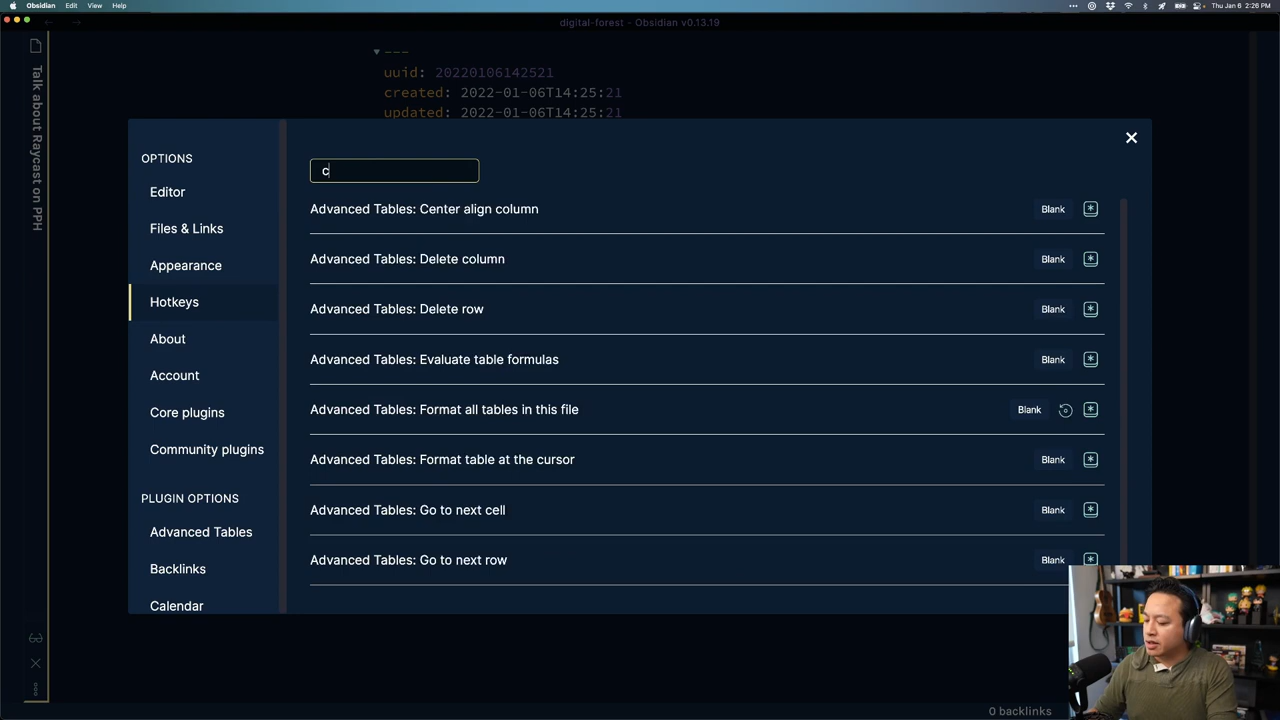 Obsidian Edit View Help
Thu Jan 6 2:26 PM
digital-forest - Obsidian v0.13.19
Talk about Raycast on PPH
---
uuid: 20220106142521
created: 2022-01-06T14:25:21
updated: 2022-01-06T14:25:21
OPTIONS
Editor
Files & Links
Appearance
Hotkeys
About
Account
Core plugins
Community plugins
PLUGIN OPTIONS
Advanced Tables
Backlinks
Calendar
c
Advanced Tables: Center align column Blank
Advanced Tables: Delete column Blank
Advanced Tables: Delete row Blank
Advanced Tables: Evaluate table formulas Blank
Advanced Tables: Format all tables in this file Blank
Advanced Tables: Format table at the cursor Blank
Advanced Tables: Go to next cell Blank
Advanced Tables: Go to next row Blank
0 backlinks